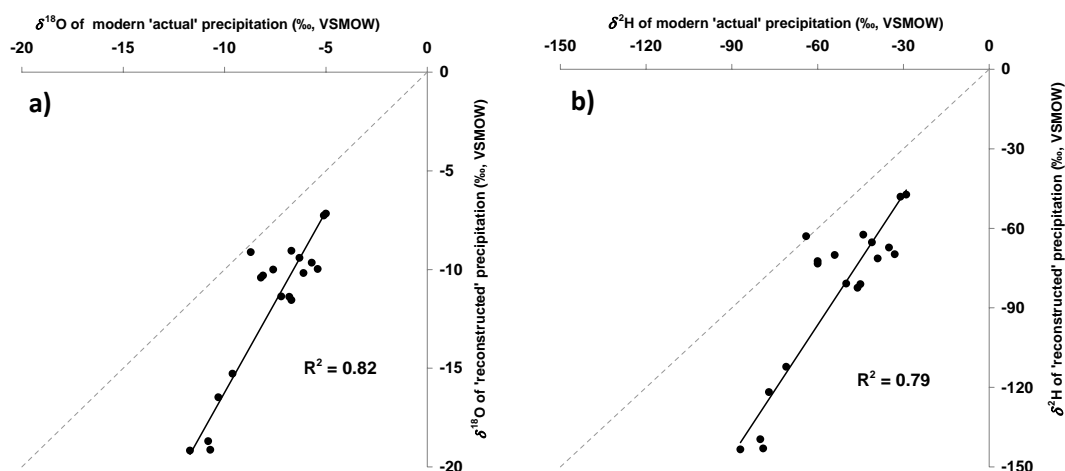 δ¹⁸O of modern 'actual' precipitation (‰, VSMOW)
-20 -15 -10 -5 0
0
-5
-10
-15
-20
δ¹⁸O of 'reconstructed' precipitation (‰, VSMOW)
a)
R² = 0.82
δ²H of modern 'actual' precipitation (‰, VSMOW)
-150 -120 -90 -60 -30 0
0
-30
-60
-90
-120
-150
δ²H of 'reconstructed' precipitation (‰, VSMOW)
b)
R² = 0.79